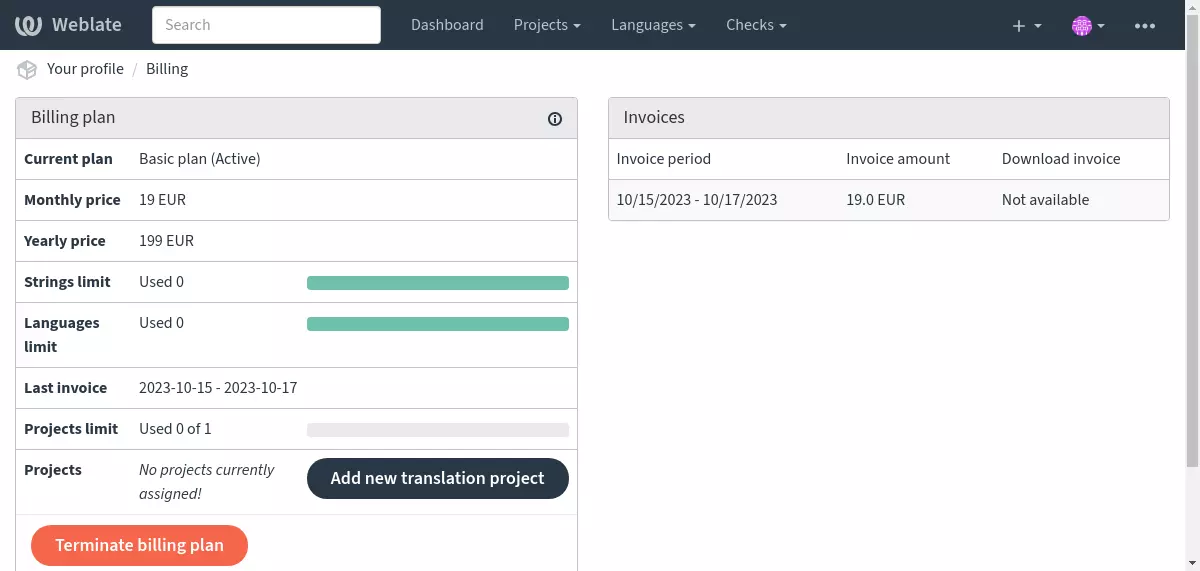 Weblate
Search
Dashboard
Projects
Languages
Checks
Your profile / Billing
Billing plan
Current plan Basic plan (Active)
Monthly price 19 EUR
Yearly price 199 EUR
Strings limit Used 0
Languages limit Used 0
Last invoice 2023-10-15 - 2023-10-17
Projects limit Used 0 of 1
Projects No projects currently assigned!
Add new translation project
Terminate billing plan
Invoices
Invoice period Invoice amount Download invoice
10/15/2023 - 10/17/2023 19.0 EUR Not available